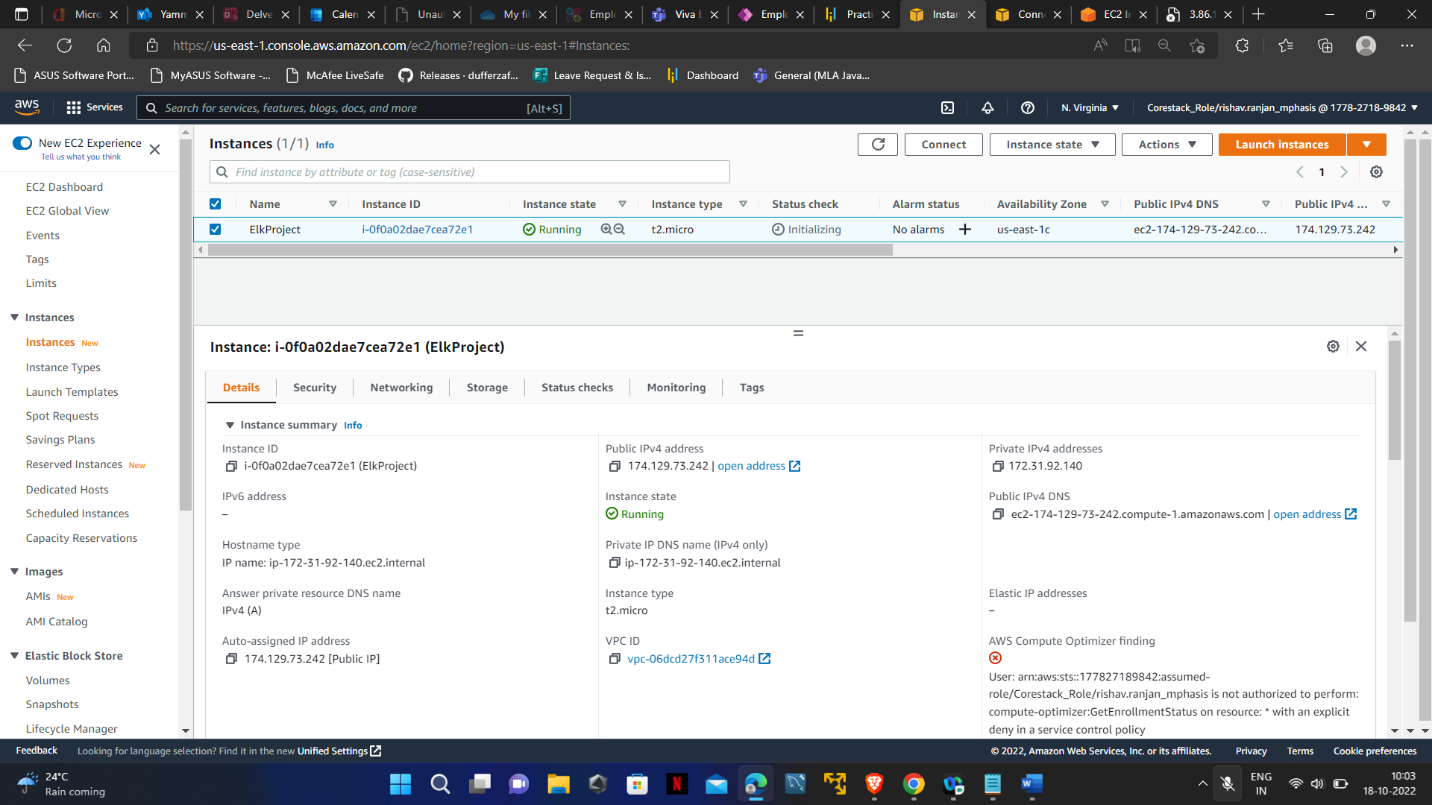 Micro
Yamm
Delve
Calen
Unau
My fil
Emplo
Viva E
Emplo
Practi
Instar
Conn
EC2 In
3.86.1
https://us-east-1.console.aws.amazon.com/ec2/home?region=us-east-1#Instances:
ASUS Software Port...
MyASUS Software -...
McAfee LiveSafe
Releases · dufferzaf...
Leave Request & Is...
Dashboard
General (MLA Java...
aws
Services
Search for services, features, blogs, docs, and more
[Alt+S]
N. Virginia
Corestack_Role/rishav.ranjan_mphasis @ 1778-2718-9842
New EC2 Experience
Tell us what you think
EC2 Dashboard
EC2 Global View
Events
Tags
Limits
Instances
Instances New
Instance Types
Launch Templates
Spot Requests
Savings Plans
Reserved Instances New
Dedicated Hosts
Scheduled Instances
Capacity Reservations
Images
AMIs New
AMI Catalog
Elastic Block Store
Volumes
Snapshots
Lifecycle Manager
Instances (1/1) Info
Connect
Instance state
Actions
Launch instances
Find instance by attribute or tag (case-sensitive)
1
Name Instance ID Instance state Instance type Status check Alarm status Availability Zone Public IPv4 DNS Public IPv4 ...
ElkProject i-0f0a02dae7cea72e1 Running t2.micro Initializing No alarms us-east-1c ec2-174-129-73-242.co... 174.129.73.242
Instance: i-0f0a02dae7cea72e1 (ElkProject)
Details Security Networking Storage Status checks Monitoring Tags
Instance summary Info
Instance ID
i-0f0a02dae7cea72e1 (ElkProject)
Public IPv4 address
174.129.73.242 | open address
Private IPv4 addresses
172.31.92.140
IPv6 address
–
Instance state
Running
Public IPv4 DNS
ec2-174-129-73-242.compute-1.amazonaws.com | open address
Hostname type
IP name: ip-172-31-92-140.ec2.internal
Private IP DNS name (IPv4 only)
ip-172-31-92-140.ec2.internal
Answer private resource DNS name
IPv4 (A)
Instance type
t2.micro
Elastic IP addresses
–
Auto-assigned IP address
174.129.73.242 [Public IP]
VPC ID
vpc-06dcd27f311ace94d
AWS Compute Optimizer finding
User: arn:aws:sts::177827189842:assumed-
role/Corestack_Role/rishav.ranjan_mphasis is not authorized to perform:
compute-optimizer:GetEnrollmentStatus on resource: * with an explicit
deny in a service control policy
Feedback
Looking for language selection? Find it in the new Unified Settings
© 2022, Amazon Web Services, Inc. or its affiliates.
Privacy
Terms
Cookie preferences
24°C
Rain coming
ENG
IN
10:03
18-10-2022